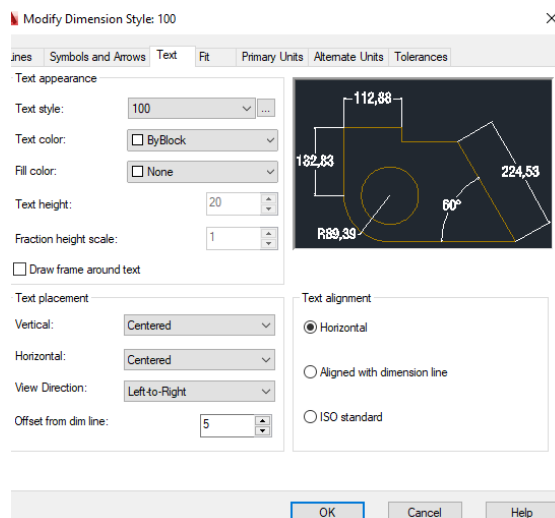 Modify Dimension Style: 100
Lines Symbols and Arrows Text Fit Primary Units Alternate Units Tolerances
Text appearance
Text style: 100 ...
Text color: ByBlock
Fill color: None
Text height: 20
Fraction height scale: 1
Draw frame around text
112,88
182,83
224,53
60°
R89,39
Text placement
Vertical: Centered
Horizontal: Centered
View Direction: Left-to-Right
Offset from dim line: 5
Text alignment
Horizontal
Aligned with dimension line
ISO standard
OK Cancel Help